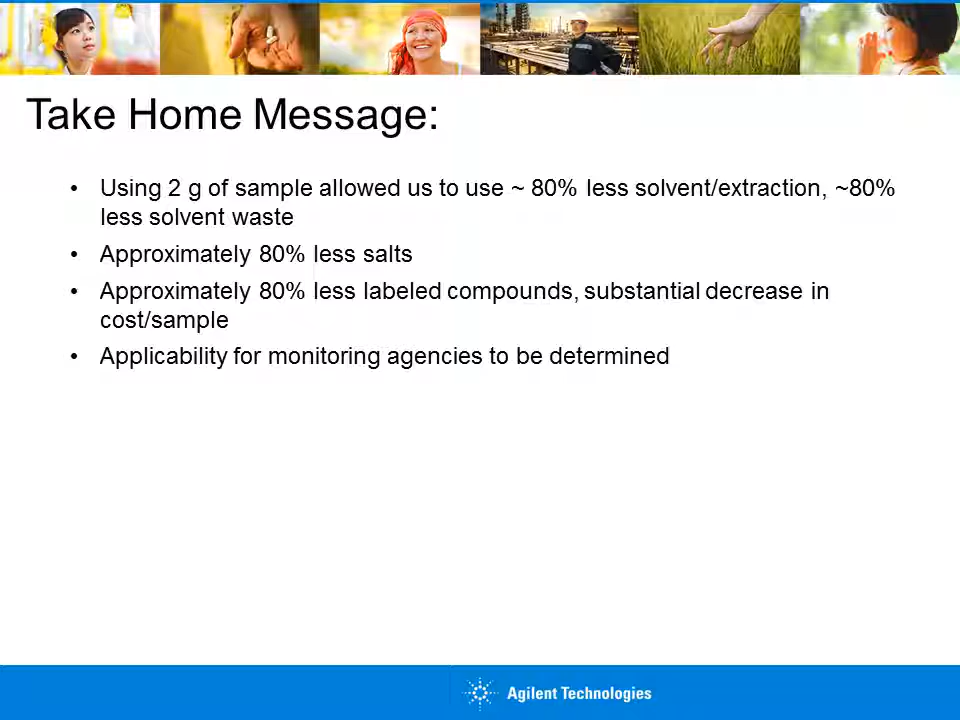 Take Home Message:
• Using 2 g of sample allowed us to use ~ 80% less solvent/extraction, ~80%
less solvent waste
• Approximately 80% less salts
• Approximately 80% less labeled compounds, substantial decrease in
cost/sample
• Applicability for monitoring agencies to be determined
Agilent Technologies